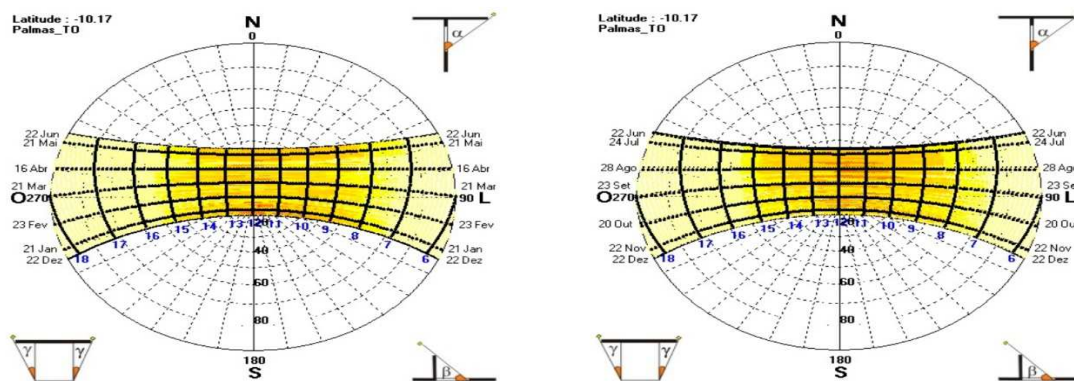 Latitude : -10.17
Palmas_TO
α
N
0
22 Jun
21 Mai
16 Abr
21 Mar
O270
23 Fev
21 Jan
22 Dez
22 Jun
21 Mai
16 Abr
21 Mar
90 L
23 Fev
21 Jan
22 Dez
18 17 16 15 14 13 11 10 9 8 7 6
20
40
60
80
180
S
γ γ
β
Latitude : -10.17
Palmas_TO
α
N
0
22 Jun
24 Jul
28 Ago
23 Set
O270
20 Out
22 Nov
22 Dez
22 Jun
24 Jul
28 Ago
23 Se
90 L
20 Ou
22 Nov
22 Dez
18 17 16 15 14 13 11 10 9 8 7 6
20
40
60
80
180
S
γ γ
β